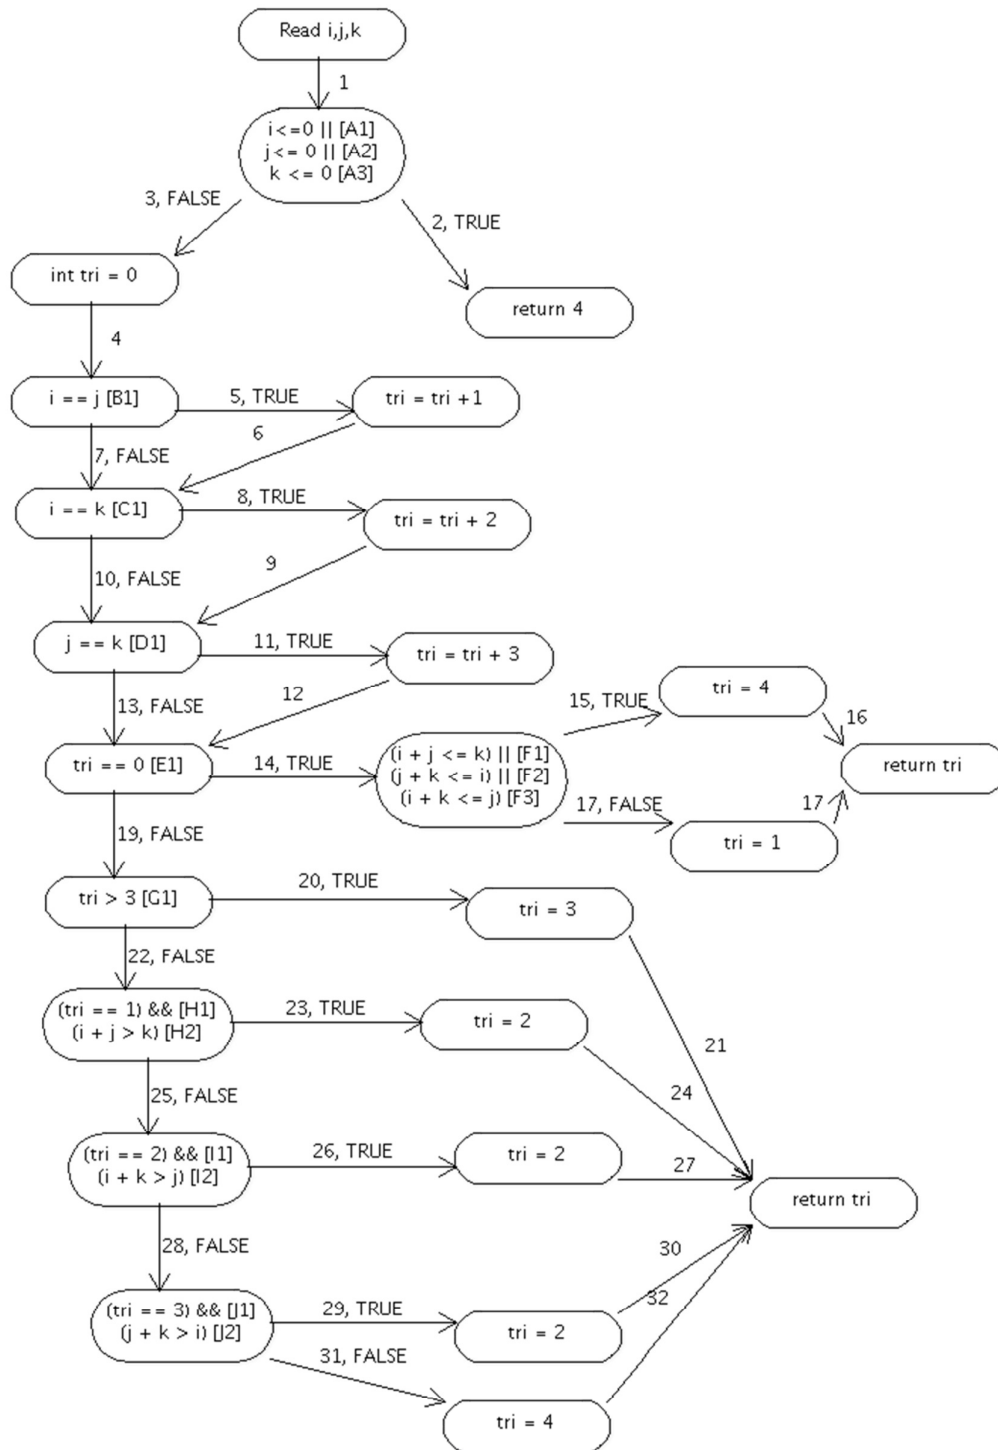 Read i,j,k
1
i<=0 || [A1]
j<= 0 || [A2]
k <= 0 [A3]
3, FALSE
2, TRUE
int tri = 0
return 4
4
i == j [B1]
5, TRUE
tri = tri +1
6
7, FALSE
i == k [C1]
8, TRUE
tri = tri + 2
9
10, FALSE
j == k [D1]
11, TRUE
tri = tri + 3
12
13, FALSE
15, TRUE
tri = 4
16
tri == 0 [E1]
14, TRUE
(i + j <= k) || [F1]
(j + k <= i) || [F2]
(i + k <= j) [F3]
return tri
17, FALSE
17
tri = 1
19, FALSE
tri > 3 [G1]
20, TRUE
tri = 3
22, FALSE
(tri == 1) && [H1]
(i + j > k) [H2]
23, TRUE
tri = 2
21
24
25, FALSE
(tri == 2) && [I1]
(i + k > j) [I2]
26, TRUE
tri = 2
27
return tri
28, FALSE
30
32
(tri == 3) && [J1]
(j + k > i) [J2]
29, TRUE
tri = 2
31, FALSE
tri = 4